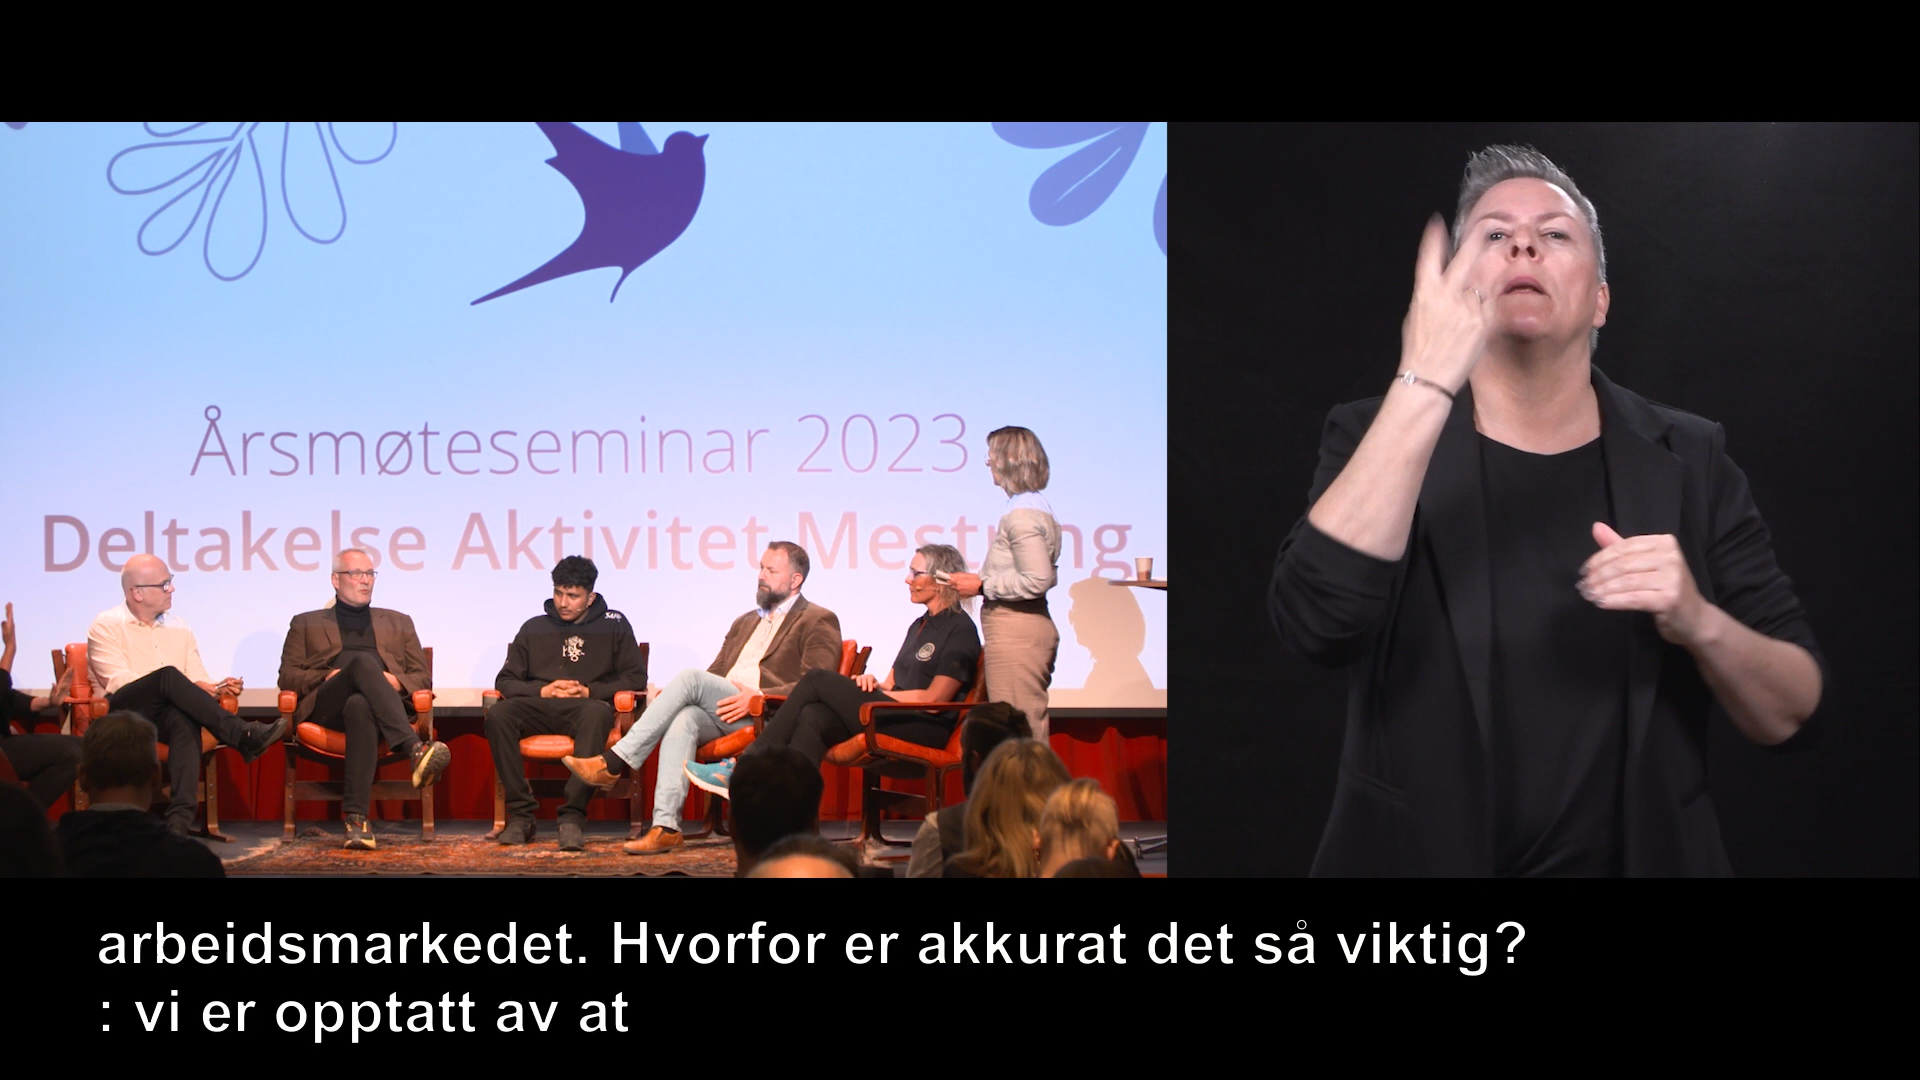 Årsmøteseminar 2023
Deltakelse Aktivitet Mestring
arbeidsmarkedet. Hvorfor er akkurat det så viktig?
: vi er opptatt av at